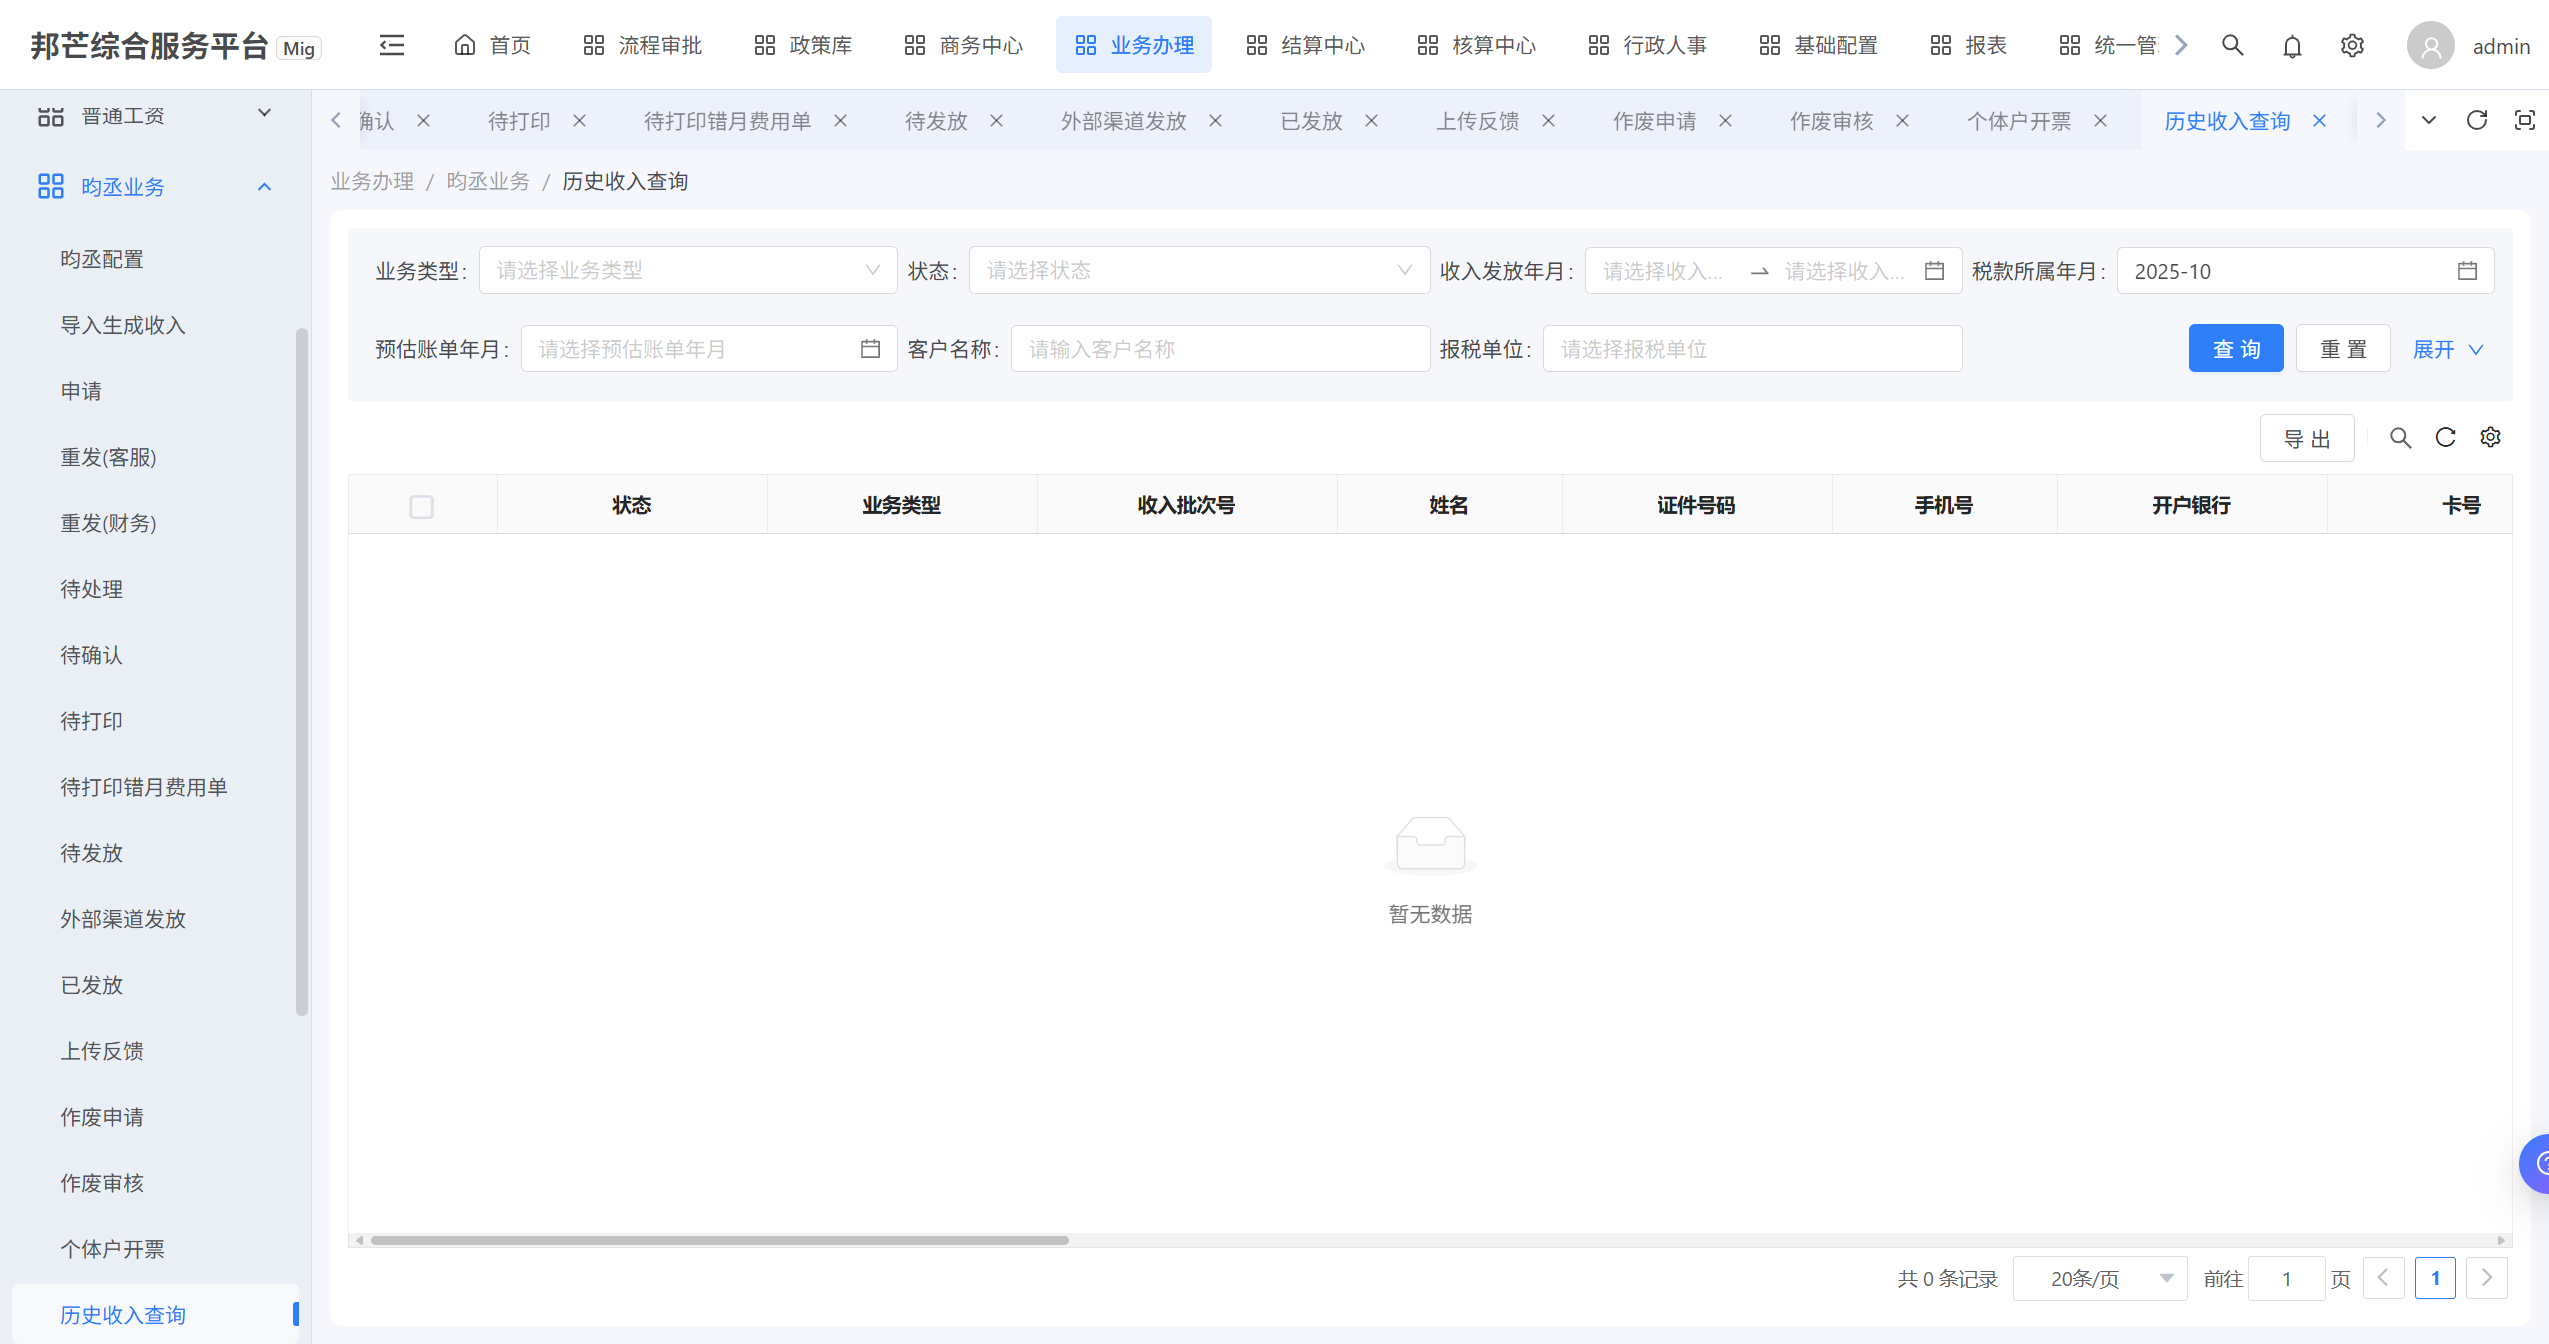 邦芒综合服务平台 Mig 首页 流程审批 政策库 商务中心 业务办理 结算中心 核算中心 行政人事 基础配置 报表 统一管 admin
普通工资
昀丞业务
昀丞配置
导入生成收入
申请
重发(客服)
重发(财务)
待处理
待确认
待打印
待打印错月费用单
待发放
外部渠道发放
已发放
上传反馈
作废申请
作废审核
个体户开票
历史收入查询
确认 待打印 待打印错月费用单 待发放 外部渠道发放 已发放 上传反馈 作废申请 作废审核 个体户开票 历史收入查询
业务办理 / 昀丞业务 / 历史收入查询
业务类型: 请选择业务类型 状态: 请选择状态 收入发放年月: 请选择收入... 请选择收入... 税款所属年月: 2025-10
预估账单年月: 请选择预估账单年月 客户名称: 请输入客户名称 报税单位: 请选择报税单位 查 询 重 置 展开
导 出
状态 业务类型 收入批次号 姓名 证件号码 手机号 开户银行 卡号
暂无数据
共 0 条记录 20条/页 前往 1 页 1